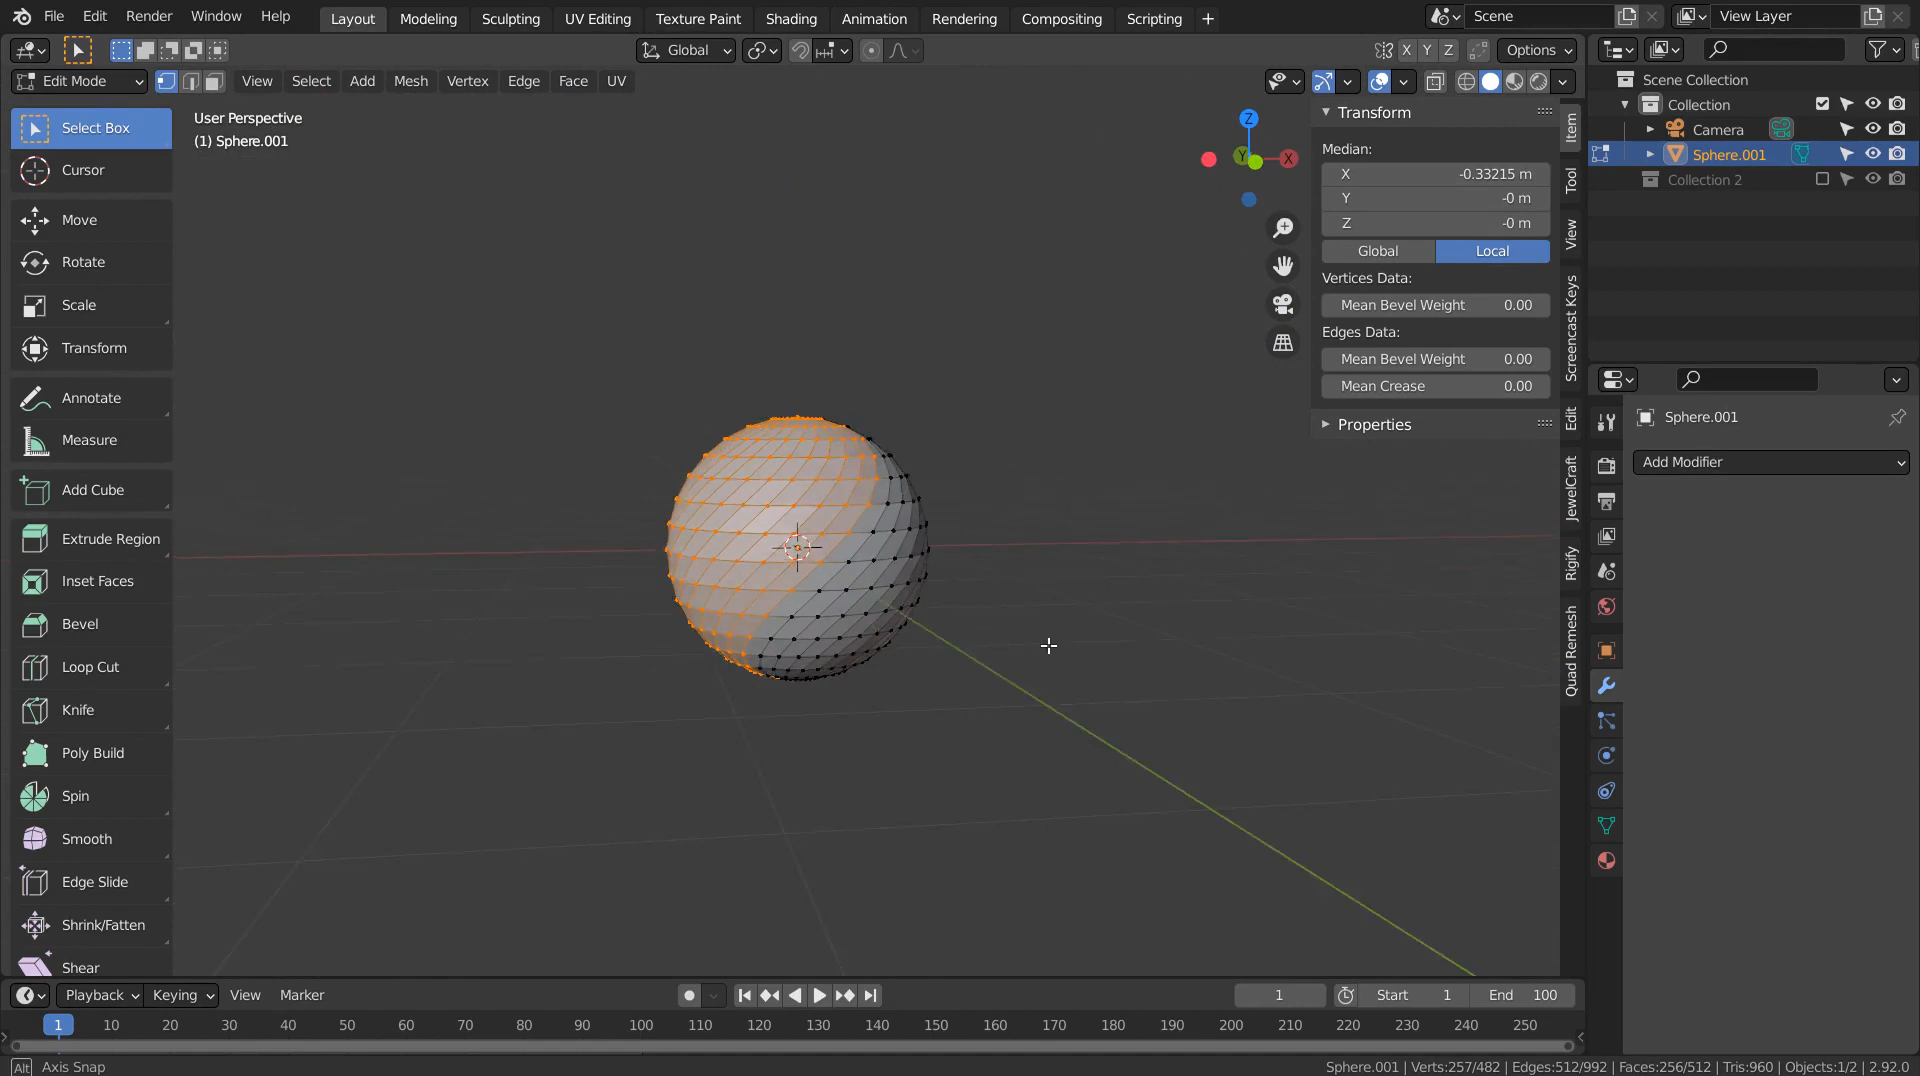 File Edit Render Window Help Layout Modeling Sculpting UV Editing Texture Paint Shading Animation Rendering Compositing Scripting + Scene View Layer
Global X Y Z Options
Edit Mode View Select Add Mesh Vertex Edge Face UV
Select Box
Cursor
Move
Rotate
Scale
Transform
Annotate
Measure
Add Cube
Extrude Region
Inset Faces
Bevel
Loop Cut
Knife
Poly Build
Spin
Smooth
Edge Slide
Shrink/Fatten
Shear
User Perspective
(1) Sphere.001
Z
Y X
Transform
Median:
X -0.33215 m
Y -0 m
Z -0 m
Global Local
Vertices Data:
Mean Bevel Weight 0.00
Edges Data:
Mean Bevel Weight 0.00
Mean Crease 0.00
Properties
Item
Tool
View
Screencast Keys
Edit
JewelCraft
Rigify
Quad Remesh
Scene Collection
Collection
Camera
Sphere.001
Collection 2
Sphere.001
Add Modifier
Playback Keying View Marker 1 Start 1 End 100
1 10 20 30 40 50 60 70 80 90 100 110 120 130 140 150 160 170 180 190 200 210 220 230 240 250
Alt Axis Snap Sphere.001 | Verts:257/482 | Edges:512/992 | Faces:256/512 | Tris:960 | Objects:1/2 | 2.92.0